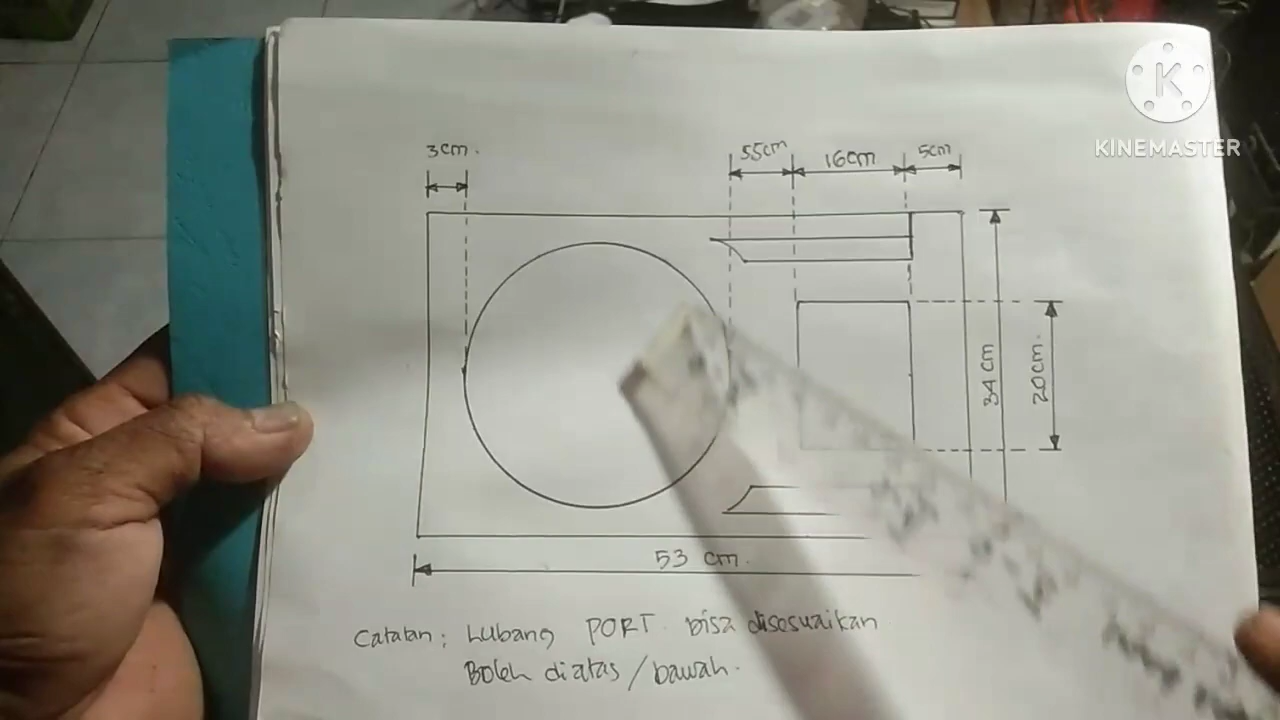 KINEMASTER
3cm.
55cm
16cm
5cm
34 cm
20cm.
53 cm.
Catatan: Lubang PORT bisa disesuaikan
Boleh diatas/bawah.